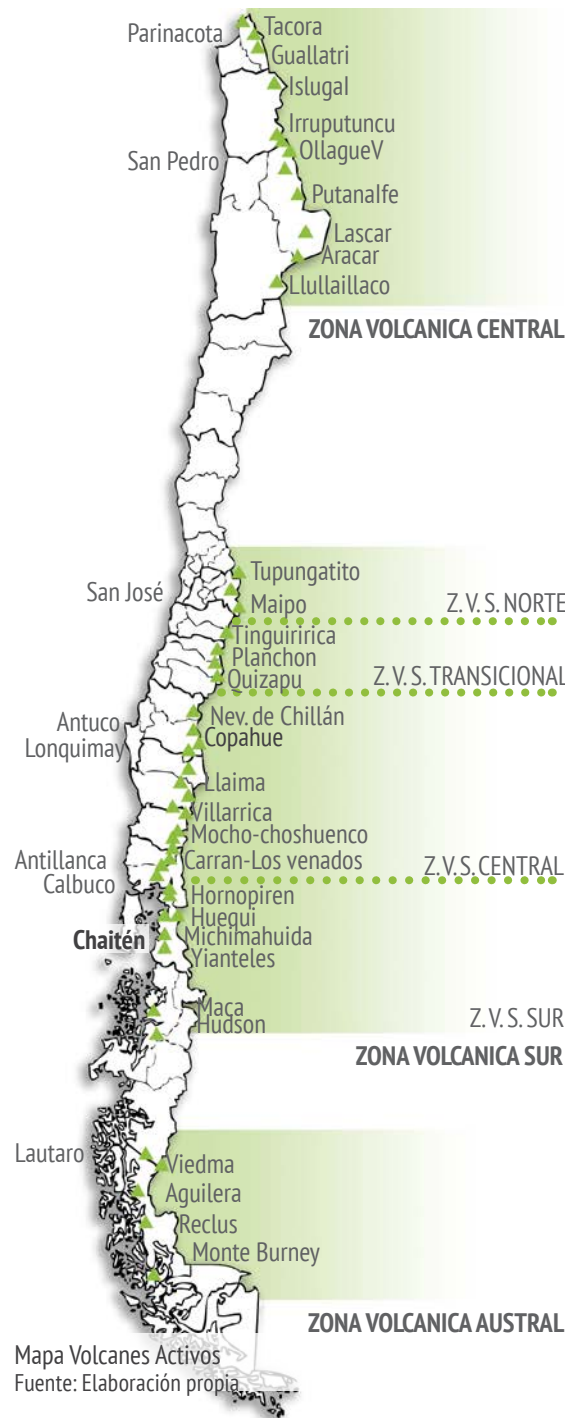 Parinacota
Tacora
Guallatri
Islugal
Irruputuncu
OllagueV
San Pedro
Putanalfe
Lascar
Aracar
Llullaillaco
ZONA VOLCANICA CENTRAL
Tupungatito
San José
Maipo
Z. V. S. NORTE
Tinguiririca
Planchon
Z. V. S. TRANSICIONAL
Quizapu
Nev. de Chillán
Antuco
Copahue
Lonquimay
Llaima
Villarrica
Mocho-choshuenco
Antillanca
Carran-Los venados
Z. V. S. CENTRAL
Calbuco
Hornopiren
Huequi
Chaitén
Michimahuida
Yianteles
Maca
Z. V. S. SUR
Hudson
ZONA VOLCANICA SUR
Lautaro
Viedma
Aguilera
Reclus
Monte Burney
ZONA VOLCANICA AUSTRAL
Mapa Volcanes Activos
Fuente: Elaboración propia